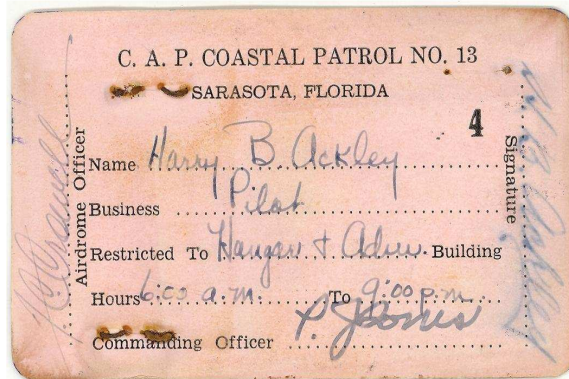 C. A. P. COASTAL PATROL NO. 13
SARASOTA, FLORIDA
4
Name Harry B. Ackley
Business Pilot
Restricted To Hangar & Building
Hours 6:00 a.m. To 9:00 p.m.
Commanding Officer
Airdrome Officer
Signature H B Ackley